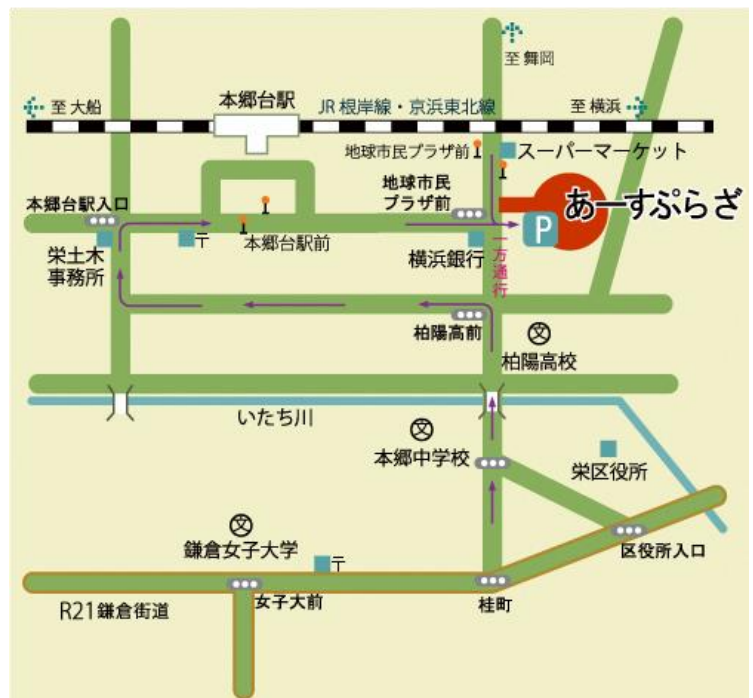 至 舞岡
至 大船
本郷台駅
JR 根岸線・京浜東北線
至 横浜
地球市民プラザ前
スーパーマーケット
本郷台駅入口
地球市民
プラザ前
あーすぷらざ
P
〒
栄土木
事務所
本郷台駅前
横浜銀行
一方通行
柏陽高前
文
柏陽高校
いたち川
文
本郷中学校
栄区役所
文
鎌倉女子大学
〒
区役所入口
R21鎌倉街道
女子大前
桂町